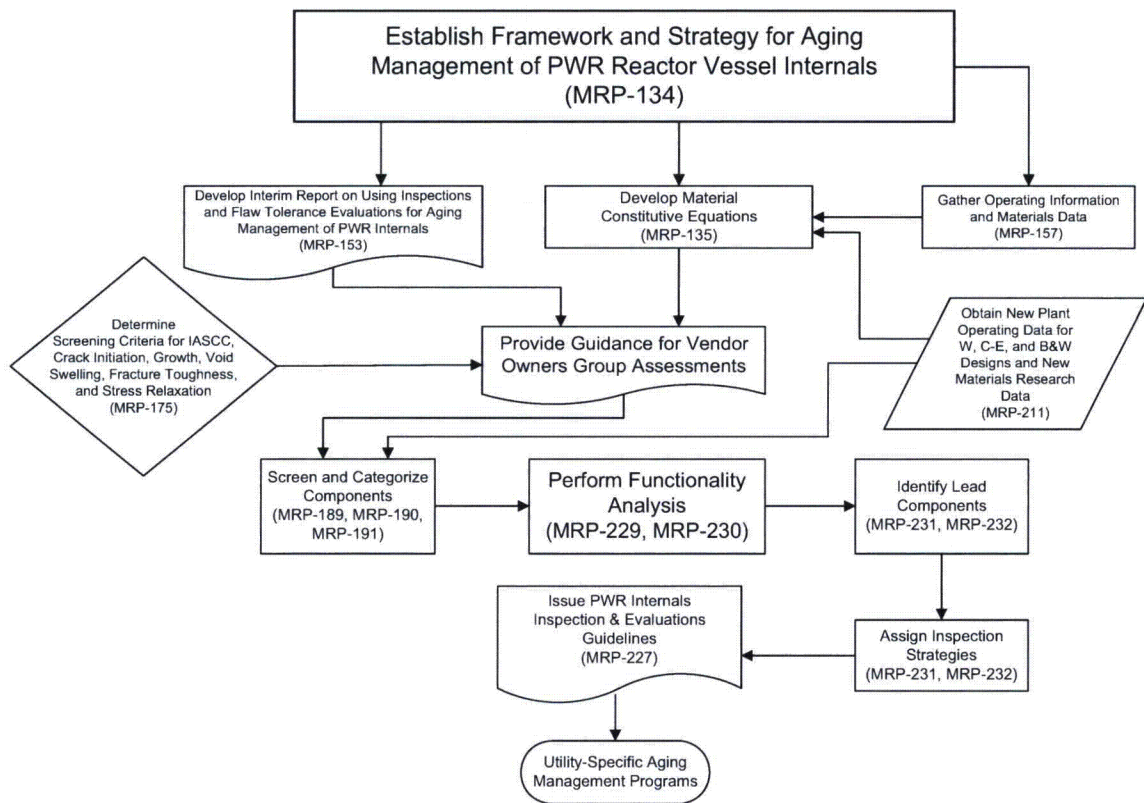 Establish Framework and Strategy for Aging
Management of PWR Reactor Vessel Internals
(MRP-134)
Develop Interim Report on Using Inspections
and Flaw Tolerance Evaluations for Aging
Management of PWR Internals
(MRP-153)
Develop Material
Constitutive Equations
(MRP-135)
Gather Operating Information
and Materials Data
(MRP-157)
Determine
Screening Criteria for IASCC,
Crack Initiation, Growth, Void
Swelling, Fracture Toughness,
and Stress Relaxation
(MRP-175)
Provide Guidance for Vendor
Owners Group Assessments
Obtain New Plant
Operating Data for
W, C-E, and B&W
Designs and New
Materials Research
Data
(MRP-211)
Screen and Categorize
Components
(MRP-189, MRP-190,
MRP-191)
Perform Functionality
Analysis
(MRP-229, MRP-230)
Identify Lead
Components
(MRP-231, MRP-232)
Issue PWR Internals
Inspection & Evaluations
Guidelines
(MRP-227)
Assign Inspection
Strategies
(MRP-231, MRP-232)
Utility-Specific Aging
Management Programs